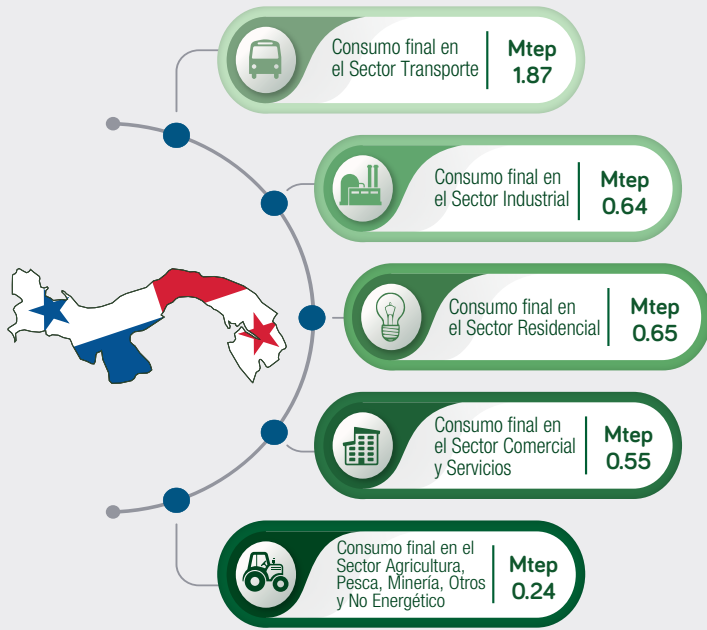 Consumo final en
el Sector Transporte
Mtep
1.87
Consumo final en
el Sector Industrial
Mtep
0.64
Consumo final en
el Sector Residencial
Mtep
0.65
Consumo final en
el Sector Comercial
y Servicios
Mtep
0.55
Consumo final en el
Sector Agricultura,
Pesca, Minería, Otros
y No Energético
Mtep
0.24